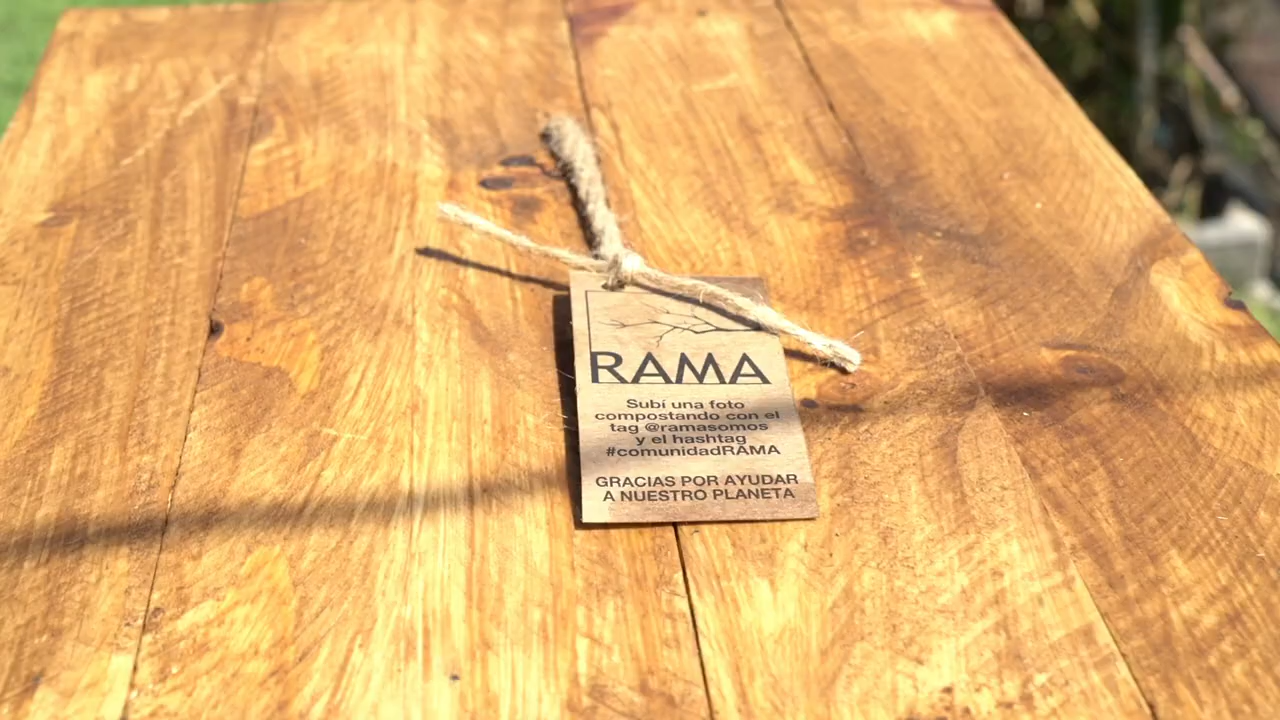 RAMA
Subí una foto
compostando con el
tag @ramasomos
y el hashtag
#comunidadRAMA
GRACIAS POR AYUDAR
A NUESTRO PLANETA